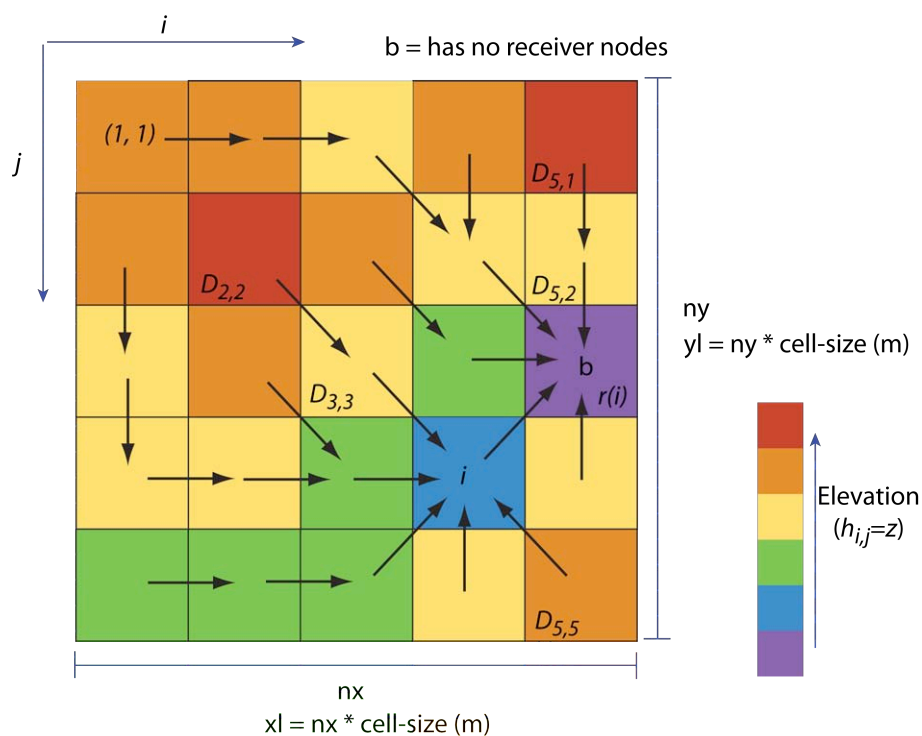 i
b = has no receiver nodes
j
(1, 1)
D5,1
D2,2
D5,2
ny
yl = ny * cell-size (m)
b
r(i)
D3,3
i
Elevation
(hi,j=z)
D5,5
nx
xl = nx * cell-size (m)